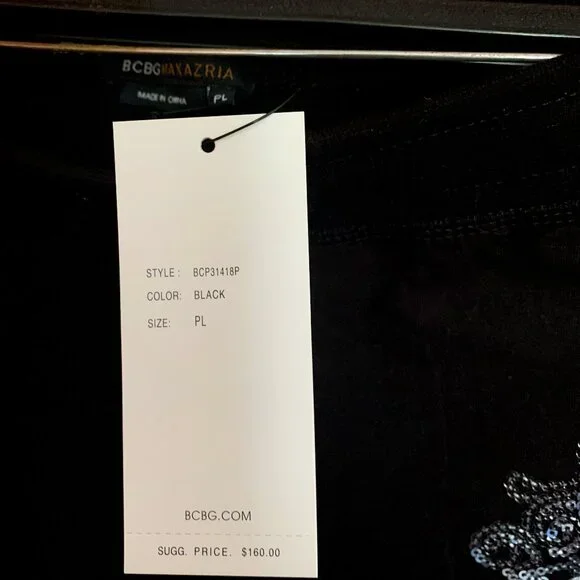 BCBGMAXAZRIA
MADE IN CHINA PL
STYLE: BCP31418P
COLOR: BLACK
SIZE: PL
BCBG.COM
SUGG. PRICE. $160.00